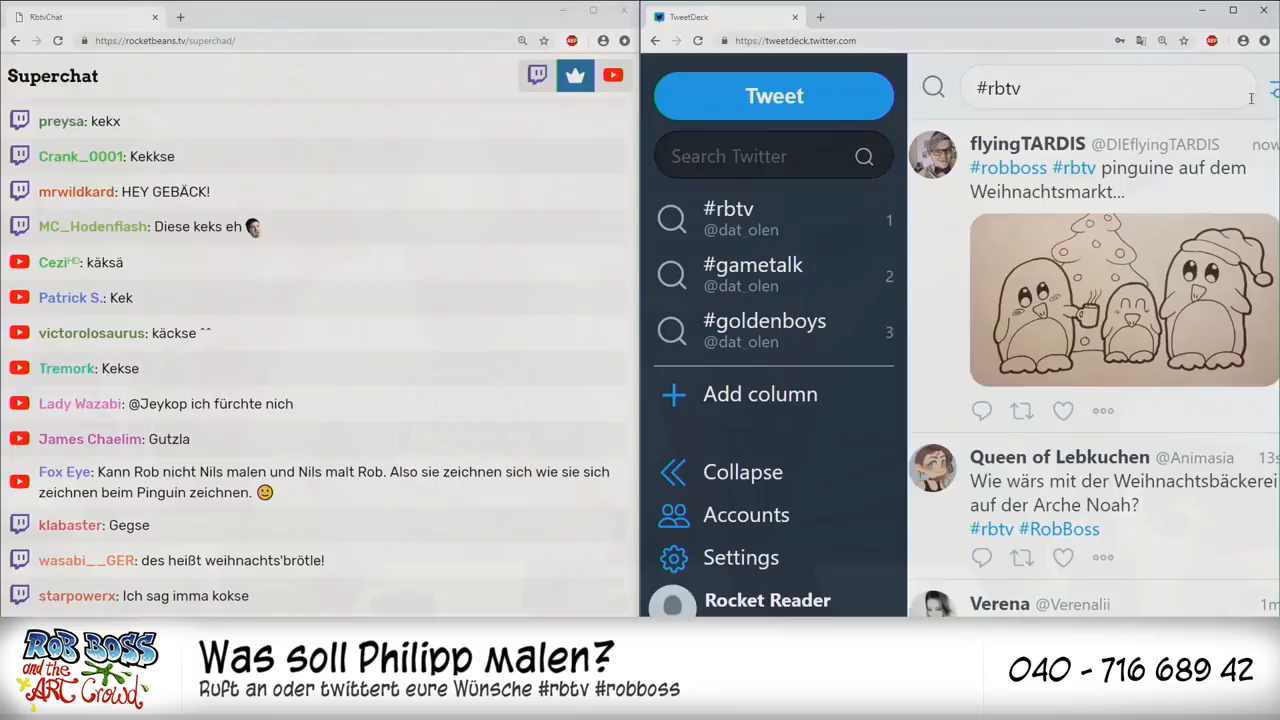 RbtvChat
https://rocketbeans.tv/superchad/
Superchat
preysa: kekx
Crank_0001: Kekkse
mrwildkard: HEY GEBÄCK!
MC_Hodenflash: Diese keks eh
Ceziᴴᴰ: käksä
Patrick S.: Kek
victorolosaurus: käckse ^^
Tremork: Kekse
Lady Wazabi: @Jeykop ich fürchte nich
James Chaelim: Gutzla
Fox Eye: Kann Rob nicht Nils malen und Nils malt Rob. Also sie zeichnen sich wie sie sich
zeichnen beim Pinguin zeichnen.
klabaster: Gegse
wasabi__GER: des heißt weihnachts'brötle!
starpowerx: Ich sag imma kokse
TweetDeck
https://tweetdeck.twitter.com
Tweet
Search Twitter
#rbtv
@dat_olen
1
#gametalk
@dat_olen
2
#goldenboys
@dat_olen
3
Add column
Collapse
Accounts
Settings
Rocket Reader
#rbtv
flyingTARDIS @DIEflyingTARDIS now
#robboss #rbtv pinguine auf dem
Weihnachtsmarkt...
Queen of Lebkuchen @Animasia 13s
Wie wärs mit der Weihnachtsbäckerei
auf der Arche Noah?
#rbtv #RobBoss
Verena @Verenalii 1m
ROB BOSS
and the
ART Crowd
Was soll Philipp malen?
Ruft an oder twittert eure Wünsche #rbtv #robboss
040 - 716 689 42